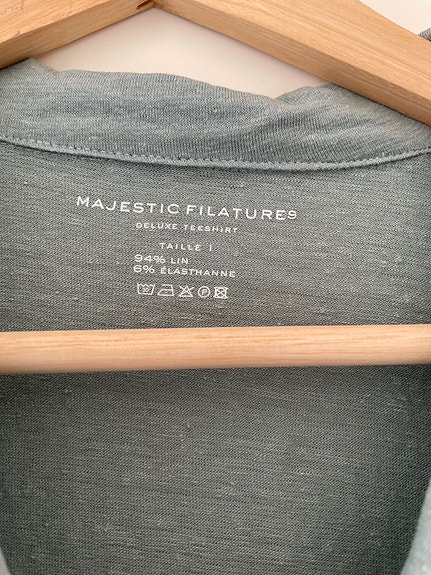 MAJESTIC FILATURES
DELUXE TEESHIRT
TAILLE 1
94% LIN
6% ÉLASTHANNE